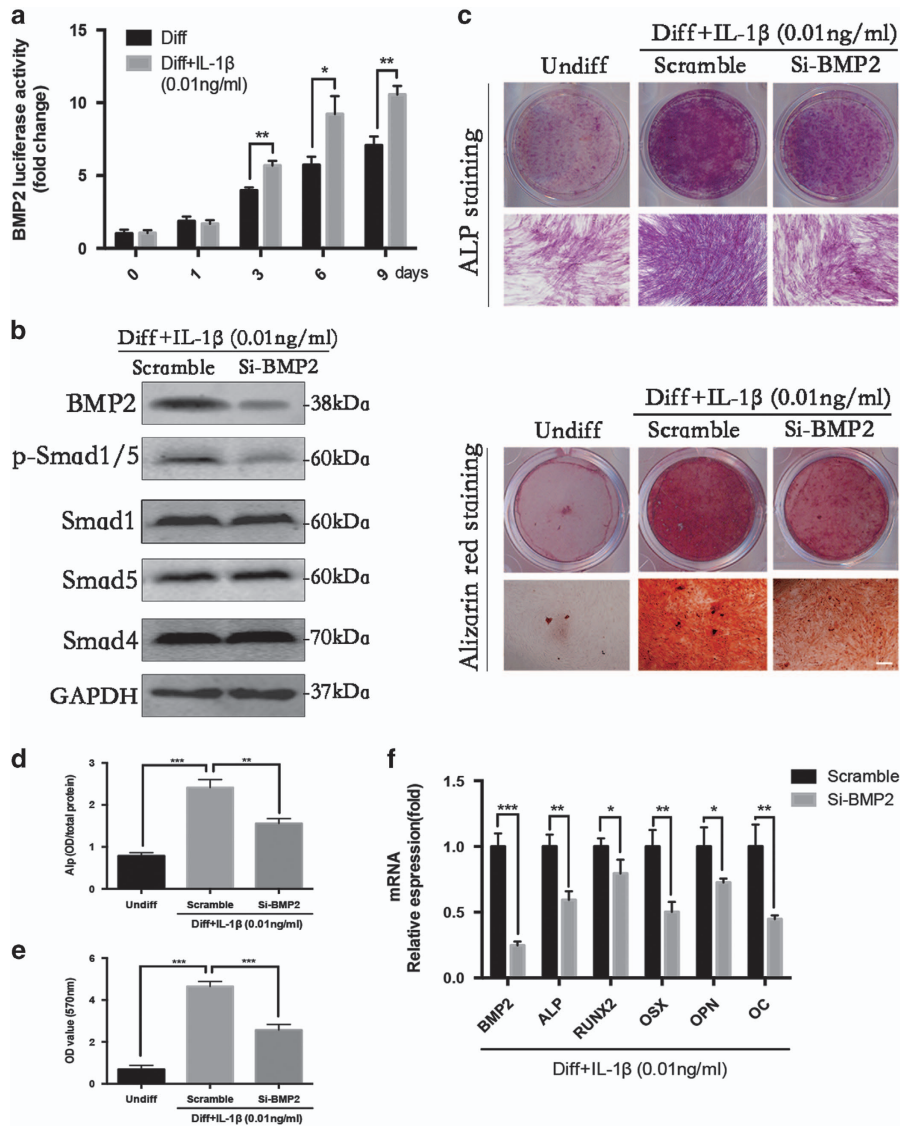 a
BMP2 luciferase activity
(fold change)
15
10
5
0
Diff
Diff+IL-1β
(0.01ng/ml)
**
*
**
0 1 3 6 9 days
b
Diff+IL-1β (0.01ng/ml)
Scramble Si-BMP2
BMP2 -38kDa
p-Smad1/5 -60kDa
Smad1 -60kDa
Smad5 -60kDa
Smad4 -70kDa
GAPDH -37kDa
c
Diff+IL-1β (0.01ng/ml)
Undiff Scramble Si-BMP2
ALP staining
Diff+IL-1β (0.01ng/ml)
Undiff Scramble Si-BMP2
Alizarin red staining
d
Alp (OD/total protein)
3
2
1
0
*** **
Undiff Scramble Si-BMP2
Diff+IL-1β (0.01ng/ml)
e
OD value (570nm)
6
4
2
0
*** ***
Undiff Scramble Si-BMP2
Diff+IL-1β (0.01ng/ml)
f
mRNA
Relative espression(fold)
1.5
1.0
0.5
0.0
Scramble
Si-BMP2
*** ** * ** * **
BMP2 ALP RUNX2 OSX OPN OC
Diff+IL-1β (0.01ng/ml)